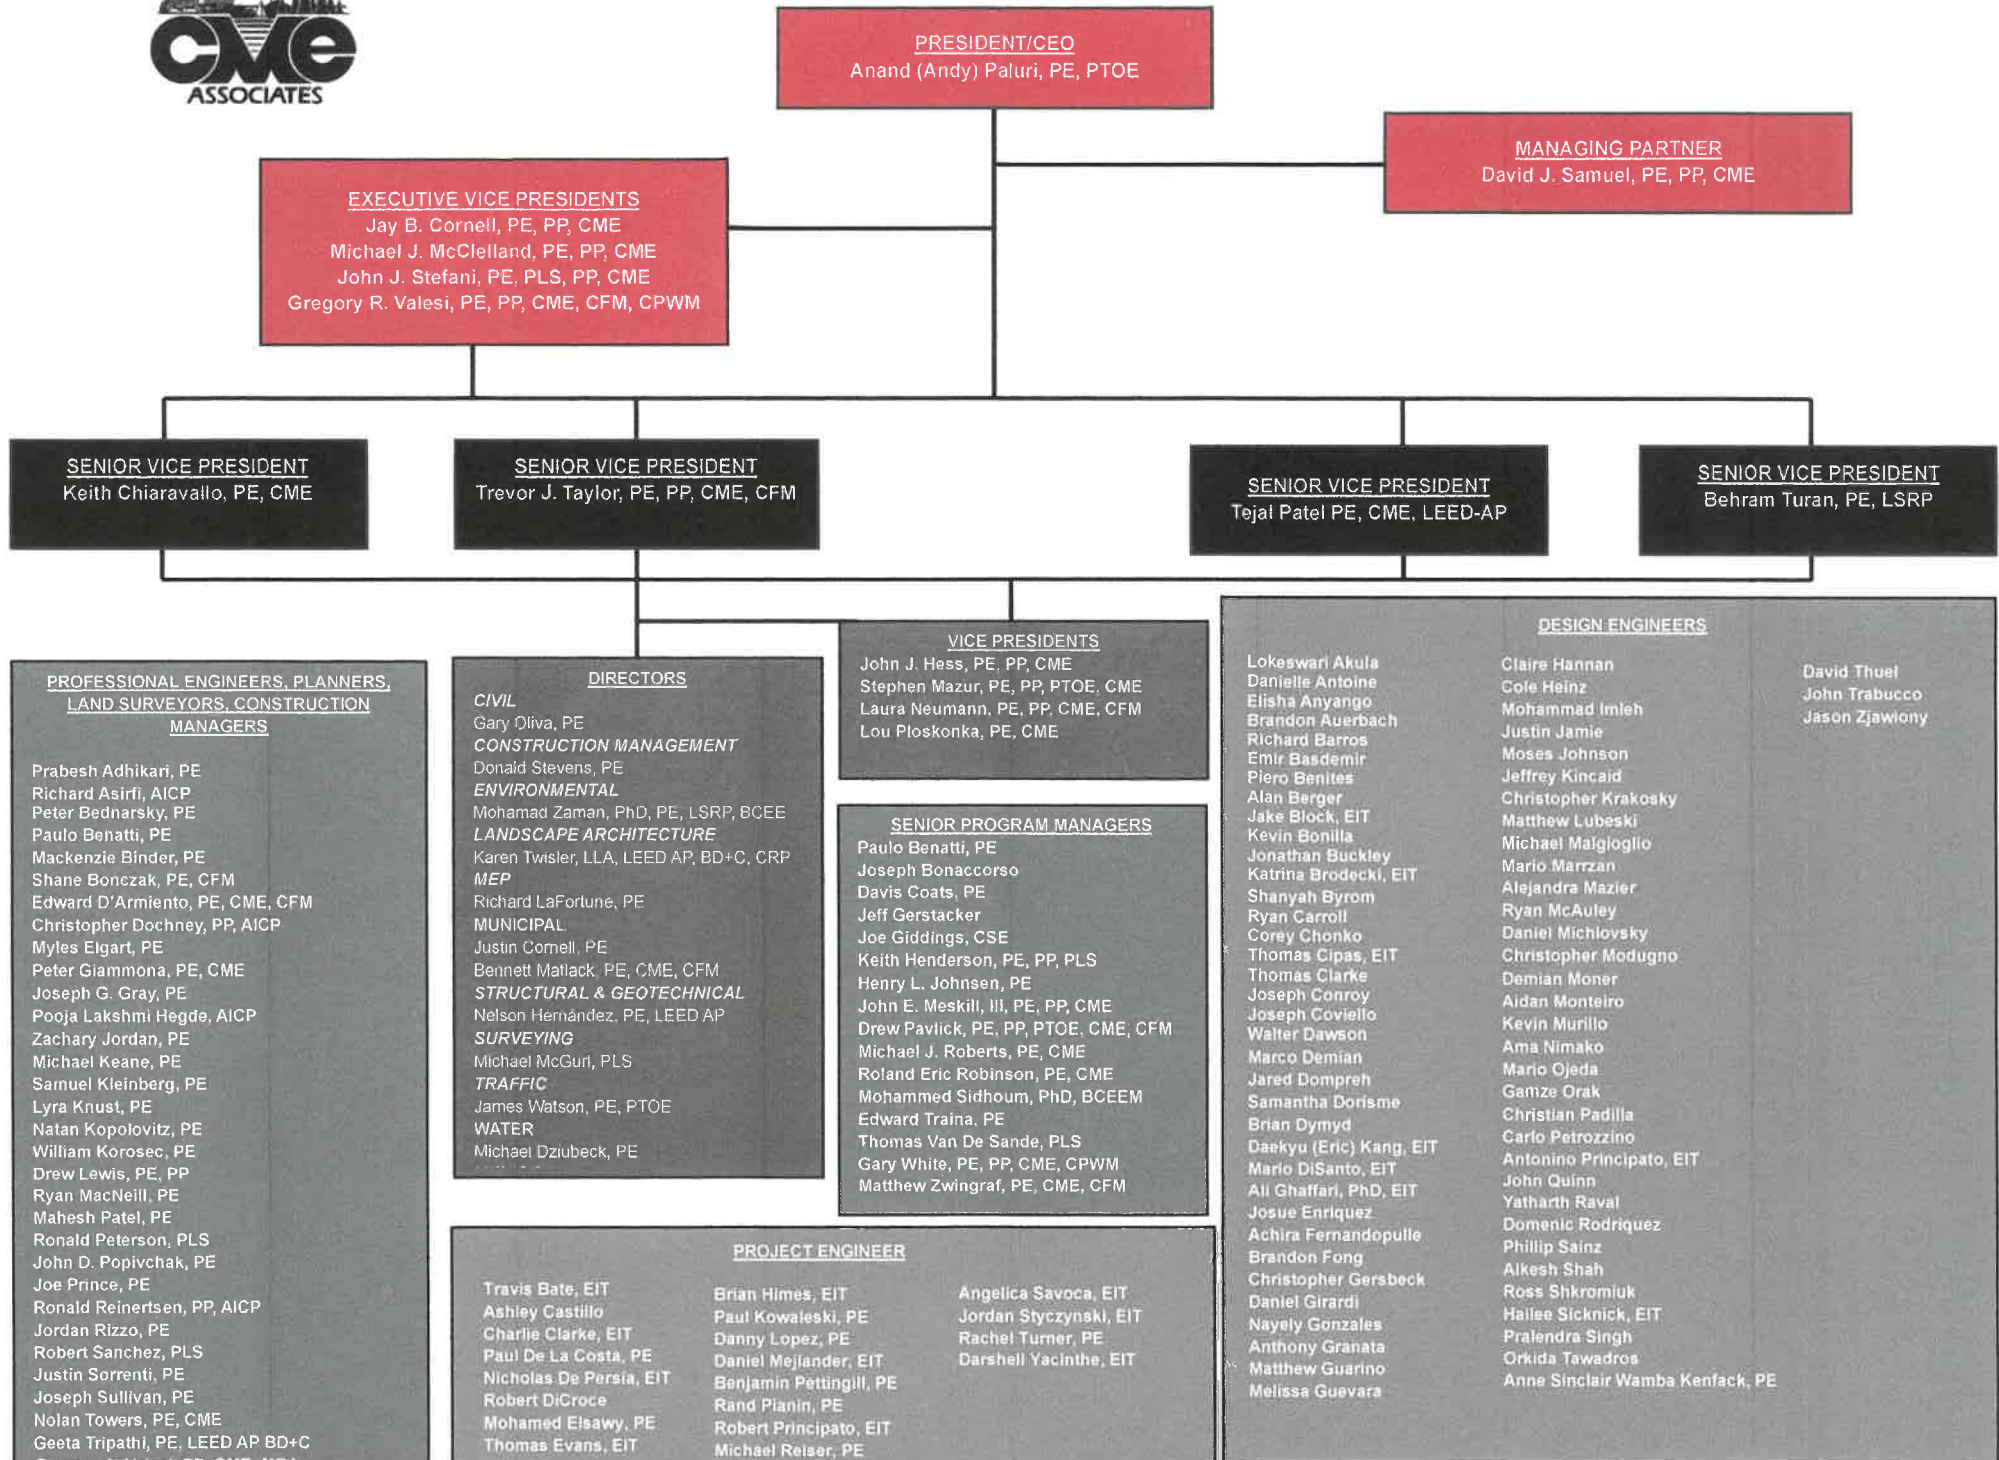 cme
ASSOCIATES
PRESIDENT/CEO
Anand (Andy) Paluri, PE, PTOE
MANAGING PARTNER
David J. Samuel, PE, PP, CME
EXECUTIVE VICE PRESIDENTS
Jay B. Cornell, PE, PP, CME
Michael J. McClelland, PE, PP, CME
John J. Stefani, PE, PLS, PP, CME
Gregory R. Valesi, PE, PP, CME, CFM, CPWM
SENIOR VICE PRESIDENT
Keith Chiaravallo, PE, CME
SENIOR VICE PRESIDENT
Trevor J. Taylor, PE, PP, CME, CFM
SENIOR VICE PRESIDENT
Tejal Patel PE, CME, LEED-AP
SENIOR VICE PRESIDENT
Behram Turan, PE, LSRP
PROFESSIONAL ENGINEERS, PLANNERS,
LAND SURVEYORS, CONSTRUCTION
MANAGERS
Prabesh Adhikari, PE
Richard Asirfi, AICP
Peter Bednarsky, PE
Paulo Benatti, PE
Mackenzie Binder, PE
Shane Bonczak, PE, CFM
Edward D'Armiento, PE, CME, CFM
Christopher Dochney, PP, AICP
Myles Elgart, PE
Peter Giammona, PE, CME
Joseph G. Gray, PE
Pooja Lakshmi Hegde, AICP
Zachary Jordan, PE
Michael Keane, PE
Samuel Kleinberg, PE
Lyra Knust, PE
Natan Kopolovitz, PE
William Korosec, PE
Drew Lewis, PE, PP
Ryan MacNeill, PE
Mahesh Patel, PE
Ronald Peterson, PLS
John D. Popivchak, PE
Joe Prince, PE
Ronald Reinertsen, PP, AICP
Jordan Rizzo, PE
Robert Sanchez, PLS
Justin Sorrenti, PE
Joseph Sullivan, PE
Nolan Towers, PE, CME
Geeta Tripathi, PE, LEED AP BD+C
DIRECTORS
CIVIL
Gary Oliva, PE
CONSTRUCTION MANAGEMENT
Donald Stevens, PE
ENVIRONMENTAL
Mohamad Zaman, PhD, PE, LSRP, BCEE
LANDSCAPE ARCHITECTURE
Karen Twisler, LLA, LEED AP, BD+C, CRP
MEP
Richard LaFortune, PE
MUNICIPAL
Justin Cornell, PE
Bennett Matlack, PE, CME, CFM
STRUCTURAL & GEOTECHNICAL
Nelson Hernández, PE, LEED AP
SURVEYING
Michael McGurl, PLS
TRAFFIC
James Watson, PE, PTOE
WATER
Michael Dziubeck, PE
VICE PRESIDENTS
John J. Hess, PE, PP, CME
Stephen Mazur, PE, PP, PTOE, CME
Laura Neumann, PE, PP, CME, CFM
Lou Ploskonka, PE, CME
SENIOR PROGRAM MANAGERS
Paulo Benatti, PE
Joseph Bonaccorso
Davis Coats, PE
Jeff Gerstacker
Joe Giddings, CSE
Keith Henderson, PE, PP, PLS
Henry L. Johnsen, PE
John E. Meskill, III, PE, PP, CME
Drew Pavlick, PE, PP, PTOE, CME, CFM
Michael J. Roberts, PE, CME
Roland Eric Robinson, PE, CME
Mohammed Sidhoum, PhD, BCEEM
Edward Traina, PE
Thomas Van De Sande, PLS
Gary White, PE, PP, CME, CPWM
Matthew Zwingraf, PE, CME, CFM
PROJECT ENGINEER
Travis Bate, EIT
Ashley Castillo
Charlie Clarke, EIT
Paul De La Costa, PE
Nicholas De Persia, EIT
Robert DiCroce
Mohamed Elsawy, PE
Thomas Evans, EIT
Brian Himes, EIT
Paul Kowaleski, PE
Danny Lopez, PE
Daniel Mejlander, EIT
Benjamin Pettingill, PE
Rand Pianin, PE
Robert Principato, EIT
Michael Reiser, PE
Angelica Savoca, EIT
Jordan Styczynski, EIT
Rachel Turner, PE
Darshell Yacinthe, EIT
DESIGN ENGINEERS
Lokeswari Akula
Danielle Antoine
Elisha Anyango
Brandon Auerbach
Richard Barros
Emir Basdemir
Piero Benites
Alan Berger
Jake Block, EIT
Kevin Bonilla
Jonathan Buckley
Katrina Brodecki, EIT
Shanyah Byrom
Ryan Carroll
Corey Chonko
Thomas Cipas, EIT
Thomas Clarke
Joseph Conroy
Joseph Coviello
Walter Dawson
Marco Demian
Jared Dompreh
Samantha Dorisme
Brian Dymyd
Daekyu (Eric) Kang, EIT
Mario DiSanto, EIT
Ali Ghaffari, PhD, EIT
Josue Enriquez
Achira Fernandopulle
Brandon Fong
Christopher Gersbeck
Daniel Girardi
Nayely Gonzales
Anthony Granata
Matthew Guarino
Melissa Guevara
Claire Hannan
Cole Heinz
Mohammad Imleh
Justin Jamie
Moses Johnson
Jeffrey Kincaid
Christopher Krakosky
Matthew Lubeski
Michael Malgioglio
Mario Marrzan
Alejandra Mazier
Ryan McAuley
Daniel Michlovsky
Christopher Modugno
Demian Moner
Aidan Monteiro
Kevin Murillo
Ama Nimako
Mario Ojeda
Gamze Orak
Christian Padilla
Carlo Petrozzino
Antonino Principato, EIT
John Quinn
Yatharth Raval
Domenic Rodriquez
Phillip Sainz
Alkesh Shah
Ross Shkromiuk
Hailee Sicknick, EIT
Pralendra Singh
Orkida Tawadros
Anne Sinclair Wamba Kenfack, PE
David Thuel
John Trabucco
Jason Zjawiony